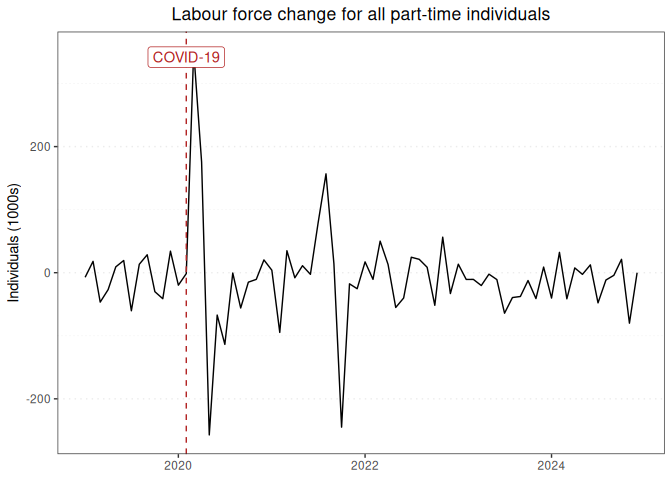 Labour force change for all part-time individuals
COVID-19
200
0
-200
Individuals (1000s)
2020
2022
2024